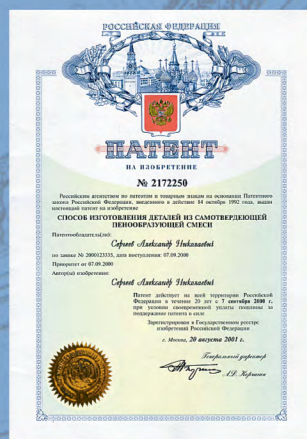 РОССИЙСКАЯ ФЕДЕРАЦИЯ
ПАТЕНТ
НА ИЗОБРЕТЕНИЕ
№ 2172250
Российским агентством по патентам и товарным знакам на основании Патентного
закона Российской Федерации, введенного в действие 14 октября 1992 года, выдан
настоящий патент на изобретение
СПОСОБ ИЗГОТОВЛЕНИЯ ДЕТАЛЕЙ ИЗ САМОТВЕРДЕЮЩЕЙ
ПЕНООБРАЗУЮЩЕЙ СМЕСИ
Патентообладатель(ли):
Сергеев Александр Николаевич
по заявке № 2000123335, дата поступления: 07.09.2000
Приоритет от 07.09.2000
Автор(ы) изобретения:
Сергеев Александр Николаевич
Патент действует на всей территории Российской
Федерации в течение 20 лет с 7 сентября 2000 г.
при условии своевременной уплаты пошлины за
поддержание патента в силе
Зарегистрирован в Государственном реестре
изобретений Российской Федерации
г. Москва, 20 августа 2001 г.
Генеральный директор
А.Д. Корчагин